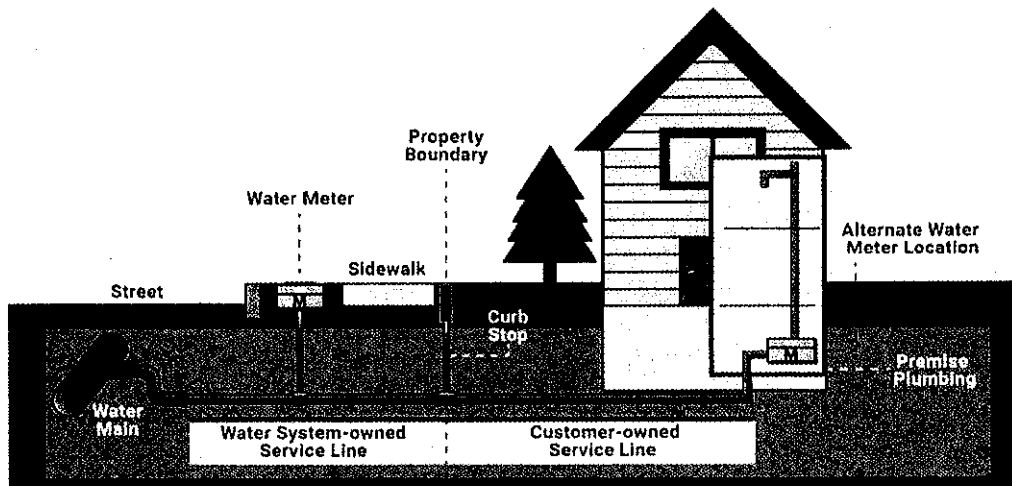 Property
Boundary
Water Meter
Alternate Water
Meter Location
Sidewalk
Street
M
Curb
Stop
M
Premise
Plumbing
Water
Main
Water System-owned
Service Line
Customer-owned
Service Line